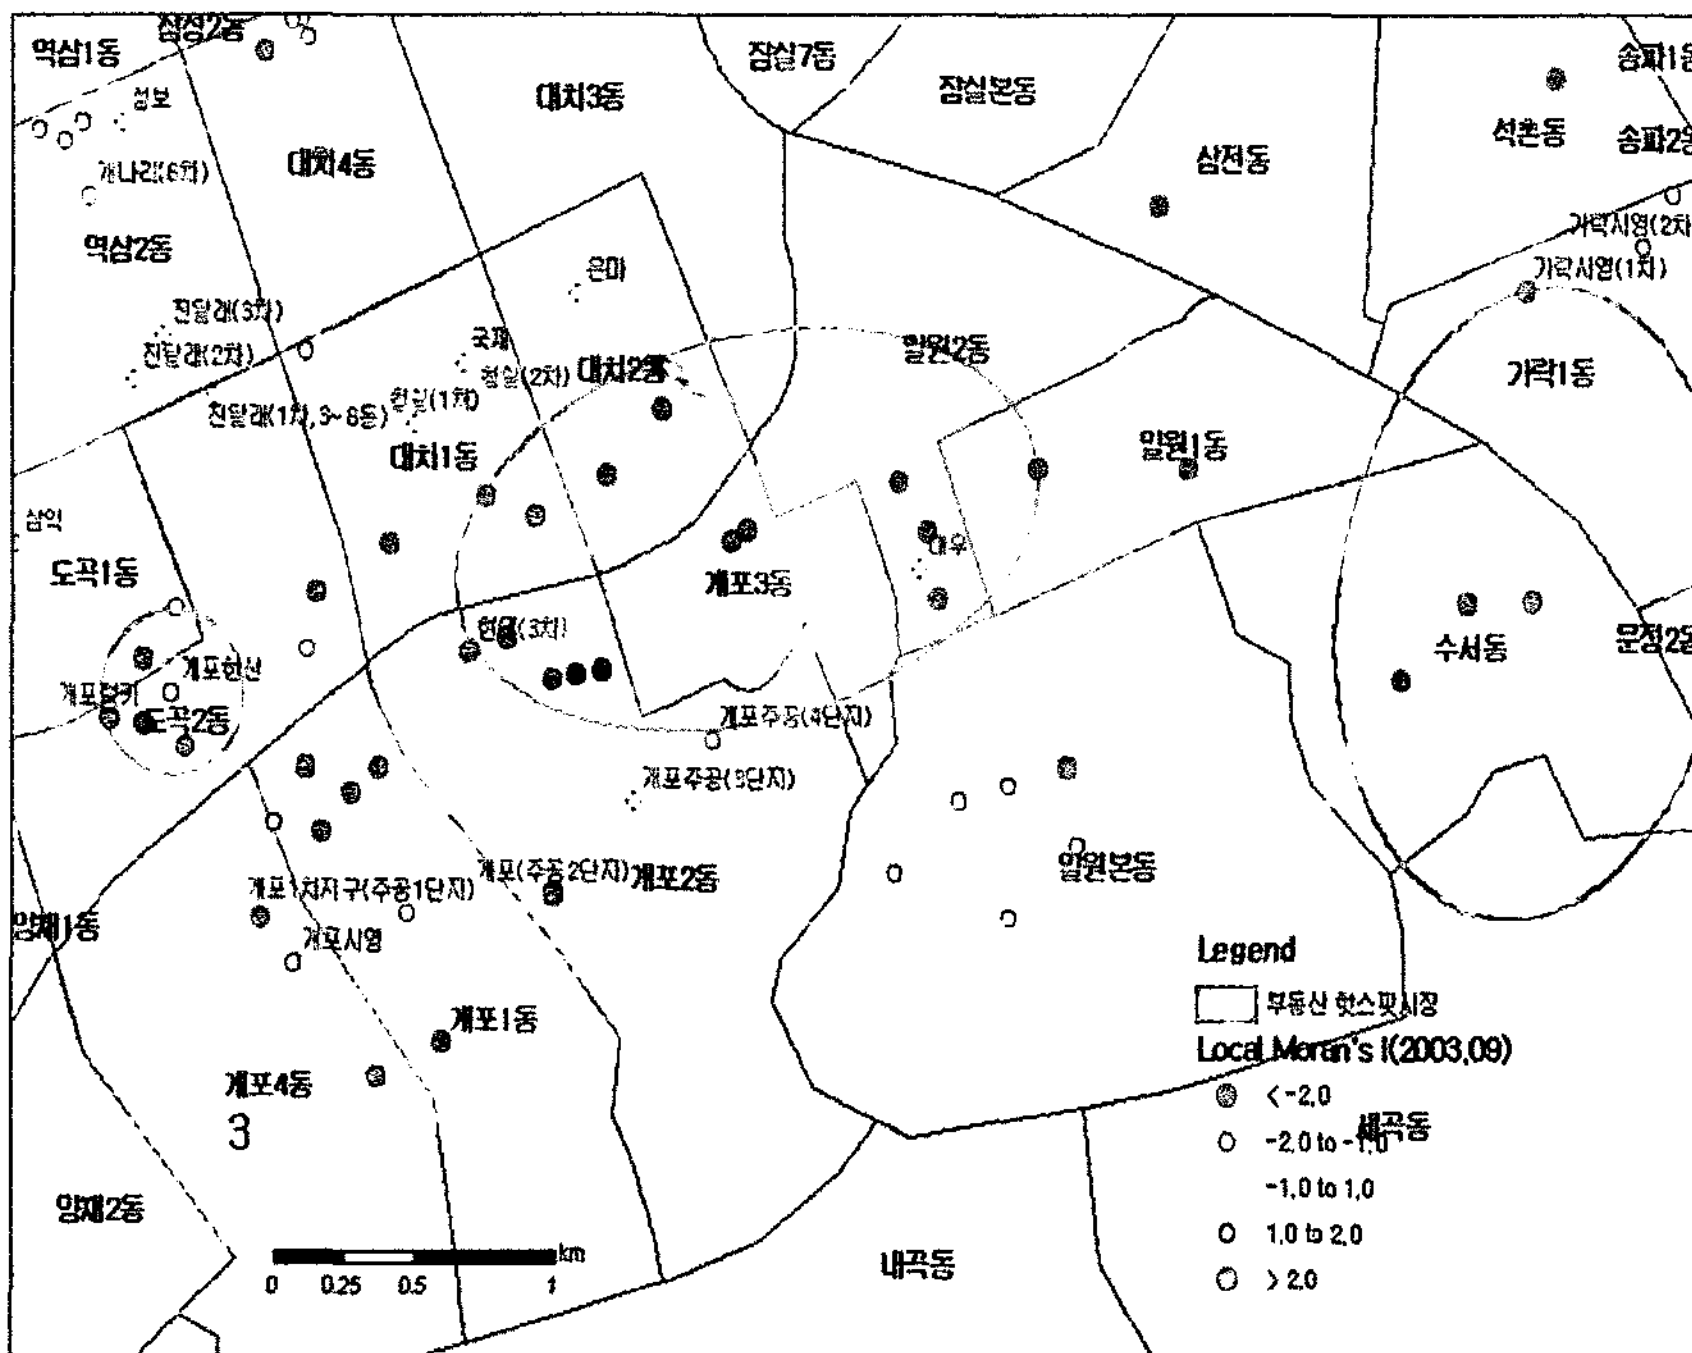 삼성2동
역삼1동
잠실7동
송파1동
대치3동
잠실본동
석촌동
송파2동
대치4동
삼전동
개나리(6차)
가락시영(2차
역삼2동
은마
가락시영(1차)
진달래(3차)
국제
일원2동
진달래(2차)
대치2동
청실(2차)
가락1동
청실(1차)
진달래(1차,3~8동)
대치1동
일원1동
삼익
대우
도곡1동
개포3동
현대(3차)
수서동
문정2동
개포한신
개포럭키
도곡2동
개포주공(4단지)
개포주공(3단지)
개포(주공2단지)
개포2동
일원본동
개포1차지구(주공1단지)
양재1동
개포시영
Legend
부동산 핫스팟시장
개포1동
Local Moran's I(2003.09)
개포4동
< -2.0
3
세곡동
-2.0 to -1.0
-1.0 to 1.0
양재2동
1.0 to 2.0
km
내곡동
0 0.25 0.5 1
> 2.0